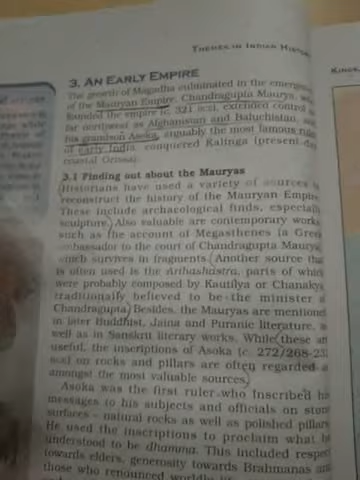 THEMES IN INDIAN HISTORY
KINGS,
3. AN EARLY EMPIRE
The growth of Magadha culminated in the emergence
of the Mauryan Empire. Chandragupta Maurya, who
founded the empire (c. 321 BCE), extended control as
far northwest as Afghanistan and Baluchistan, and
his grandson Asoka, arguably the most famous ruler
of early India, conquered Kalinga (present-day
coastal Orissa).
3.1 Finding out about the Mauryas
Historians have used a variety of sources to
reconstruct the history of the Mauryan Empire.
These include archaeological finds, especially
sculpture. Also valuable are contemporary works,
such as the account of Megasthenes (a Greek
ambassador to the court of Chandragupta Maurya),
which survives in fragments. Another source that
is often used is the Arthashastra, parts of which
were probably composed by Kautilya or Chanakya,
traditionally believed to be the minister of
Chandragupta. Besides, the Mauryas are mentioned
in later Buddhist, Jaina and Puranic literature, as
well as in Sanskrit literary works. While these are
useful, the inscriptions of Asoka (c. 272/268-231
BCE) on rocks and pillars are often regarded as
amongst the most valuable sources.
Asoka was the first ruler who inscribed his
messages to his subjects and officials on stone
surfaces – natural rocks as well as polished pillars.
He used the inscriptions to proclaim what he
understood to be dhamma. This included respect
towards elders, generosity towards Brahmanas and
those who renounced worldly